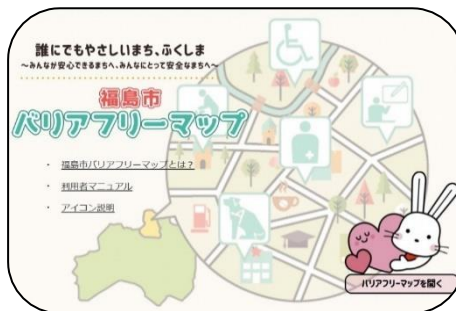 誰にでもやさしいまち、ふくしま
～みんなが安心できるまちへ、みんなにとって安全なまちへ～
福島市
バリアフリーマップ
・ 福島市バリアフリーマップとは？
・ 利用者マニュアル
・ アイコン説明
バリアフリーマップを開く